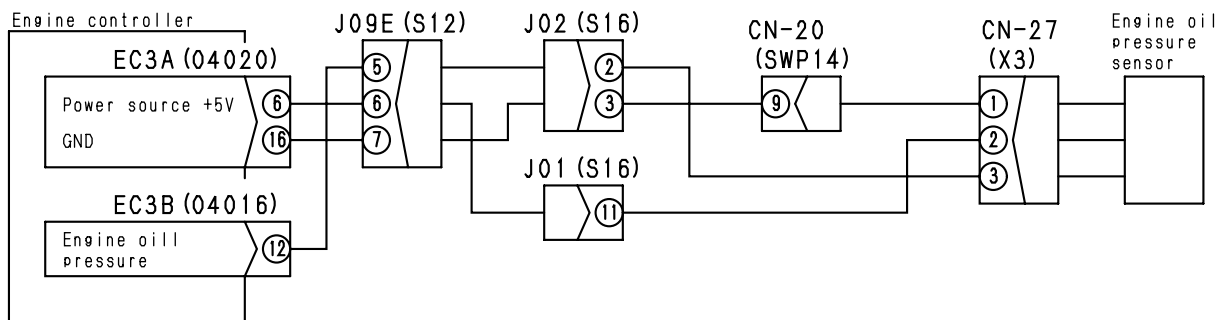 Engine controller
EC3A (04020)
Power source +5V
6
GND
16
EC3B (04016)
Engine oill
pressure
12
J09E (S12)
5
6
7
J02 (S16)
2
3
J01 (S16)
11
CN-20
(SWP14)
9
CN-27
(X3)
1
2
3
Engine oil
pressure
sensor